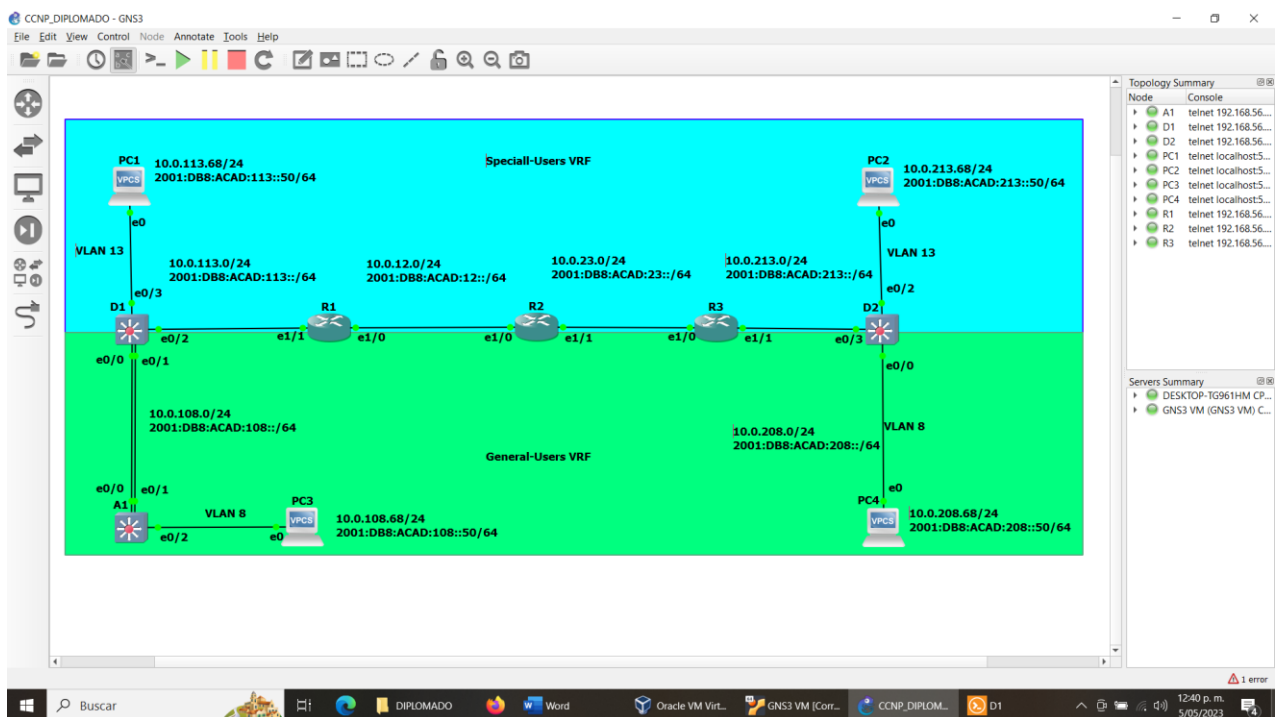 CCNP_DIPLOMADO - GNS3
File Edit View Control Node Annotate Tools Help
Topology Summary
Node Console
A1 telnet 192.168.56....
D1 telnet 192.168.56....
D2 telnet 192.168.56....
PC1 telnet localhost:5...
PC2 telnet localhost:5...
PC3 telnet localhost:5...
PC4 telnet localhost:5...
R1 telnet 192.168.56....
R2 telnet 192.168.56....
R3 telnet 192.168.56....
Servers Summary
DESKTOP-TG961HM CP...
GNS3 VM (GNS3 VM) C...
Speciall-Users VRF
PC1
10.0.113.68/24
2001:DB8:ACAD:113::50/64
VPCS
e0
VLAN 13
PC2
10.0.213.68/24
2001:DB8:ACAD:213::50/64
VPCS
e0
VLAN 13
10.0.113.0/24
2001:DB8:ACAD:113::/64
10.0.12.0/24
2001:DB8:ACAD:12::/64
10.0.23.0/24
2001:DB8:ACAD:23::/64
10.0.213.0/24
2001:DB8:ACAD:213::/64
e0/3
e0/2
D1 R1 R2 R3 D2
e0/2 e1/1 e1/0 e1/0 e1/1 e1/0 e1/1 e0/3
e0/0 e0/1
e0/0
10.0.108.0/24
2001:DB8:ACAD:108::/64
10.0.208.0/24
2001:DB8:ACAD:208::/64
VLAN 8
General-Users VRF
e0/0 e0/1
A1
VLAN 8
e0/2
PC3
VPCS
e0
10.0.108.68/24
2001:DB8:ACAD:108::50/64
e0
PC4
VPCS
10.0.208.68/24
2001:DB8:ACAD:208::50/64
1 error
Buscar
DIPLOMADO
Word
Oracle VM Virt...
GNS3 VM [Corr...
CCNP_DIPLOM...
D1
12:40 p. m.
5/05/2023
4